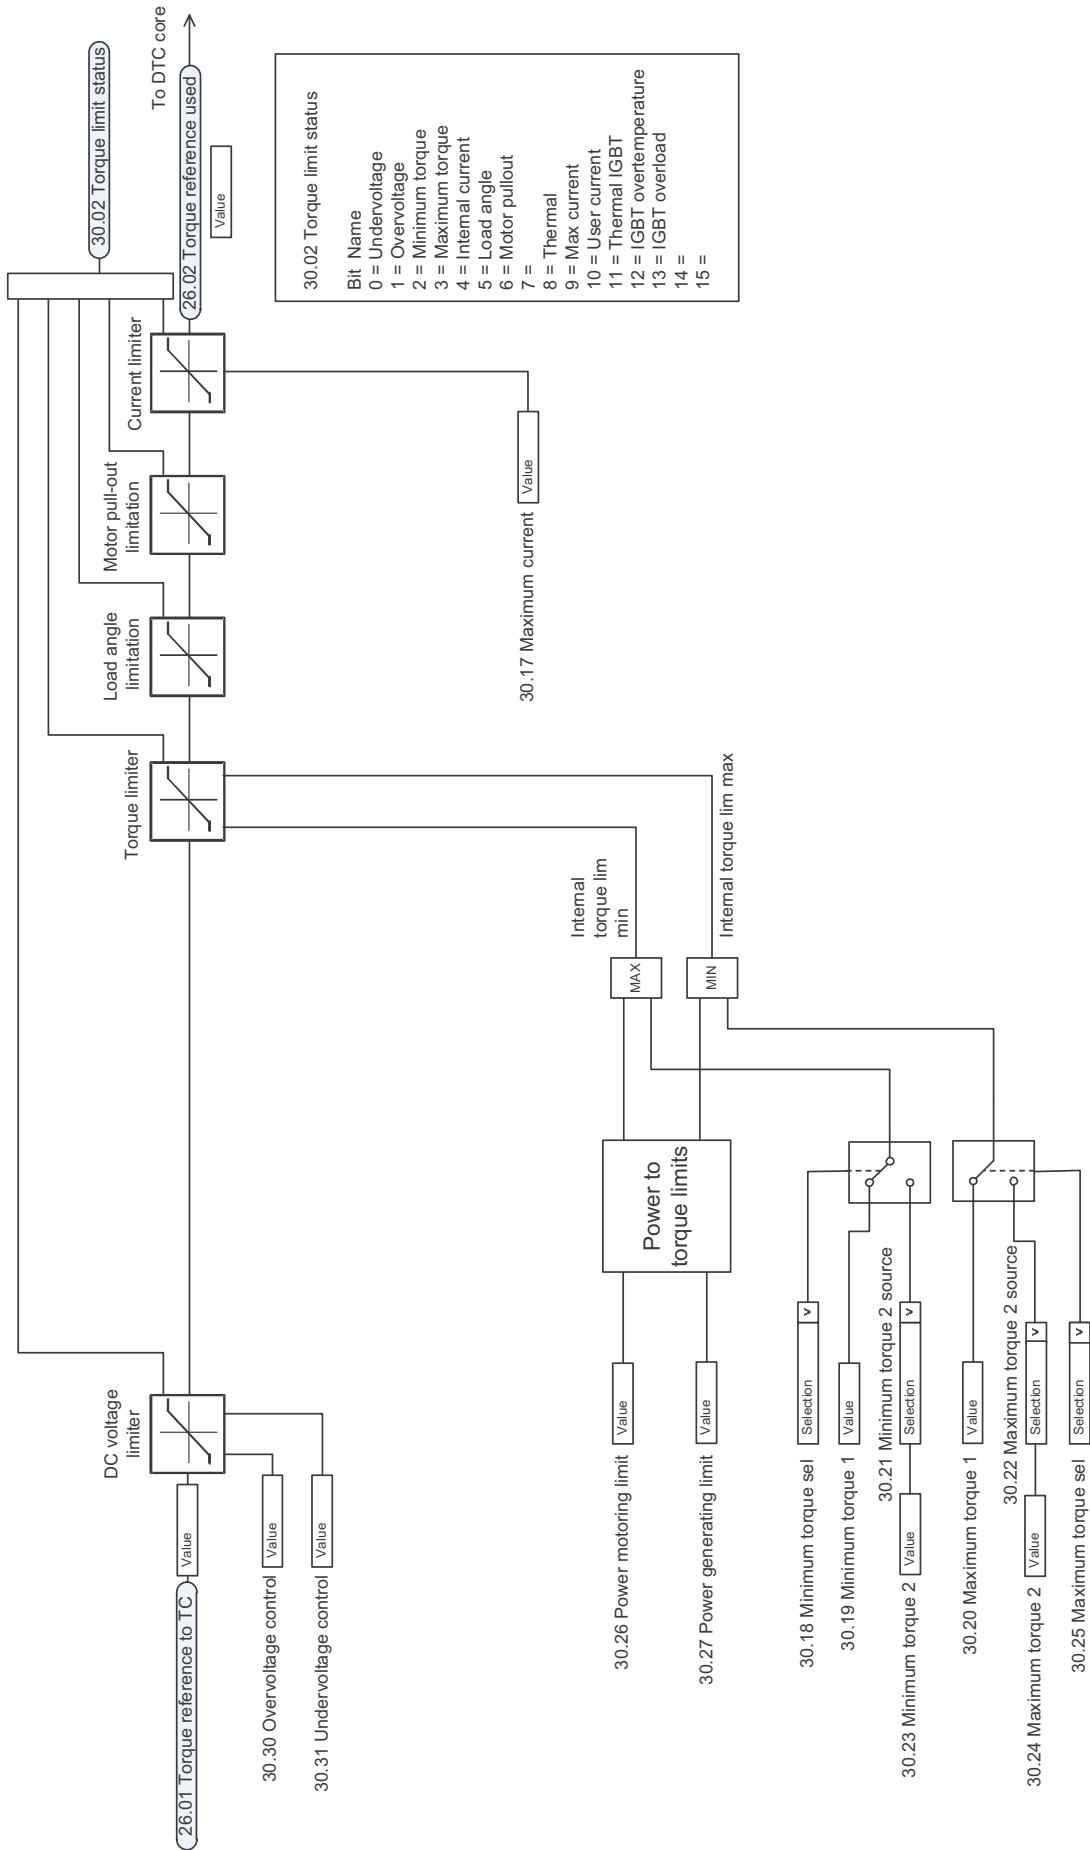 30.02 Torque limit status
To DTC core
26.02 Torque reference used
Value
26.01 Torque reference to TC
Value
DC voltage
limiter
Torque limiter
Load angle
limitation
Motor pull-out
limitation
Current limiter
30.30 Overvoltage control
Value
30.31 Undervoltage control
Value
30.02 Torque limit status
Bit Name
0 = Undervoltage
1 = Overvoltage
2 = Minimum torque
3 = Maximum torque
4 = Internal current
5 = Load angle
6 = Motor pullout
7 =
8 = Thermal
9 = Max current
10 = User current
11 = Thermal IGBT
12 = IGBT overtemperature
13 = IGBT overload
14 =
15 =
30.17 Maximum current
Value
Internal
torque lim
min
MAX
MIN
Internal torque lim max
Power to
torque limits
30.26 Power motoring limit
Value
30.27 Power generating limit
Value
30.18 Minimum torque sel
Selection
v
30.19 Minimum torque 1
Value
30.21 Minimum torque 2 source
30.23 Minimum torque 2
Value
Selection
v
30.20 Maximum torque 1
Value
30.22 Maximum torque 2 source
30.24 Maximum torque 2
Value
Selection
v
30.25 Maximum torque sel
Selection
v